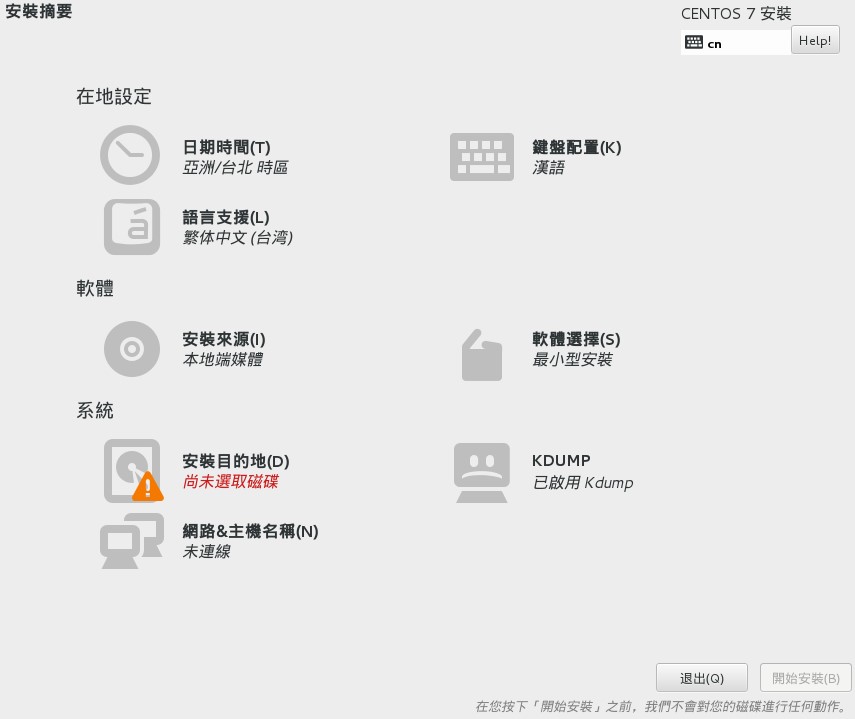 安裝摘要
CENTOS 7 安裝
cn
Help!
在地設定
日期時間(T)
亞洲/台北 時區
鍵盤配置(K)
漢語
語言支援(L)
繁体中文 (台湾)
軟體
安裝來源(I)
本地端媒體
軟體選擇(S)
最小型安裝
系統
安裝目的地(D)
尚未選取磁碟
KDUMP
已啟用 Kdump
網路&主機名稱(N)
未連線
退出(Q)
開始安裝(B)
在您按下「開始安裝」之前，我們不會對您的磁碟進行任何動作。